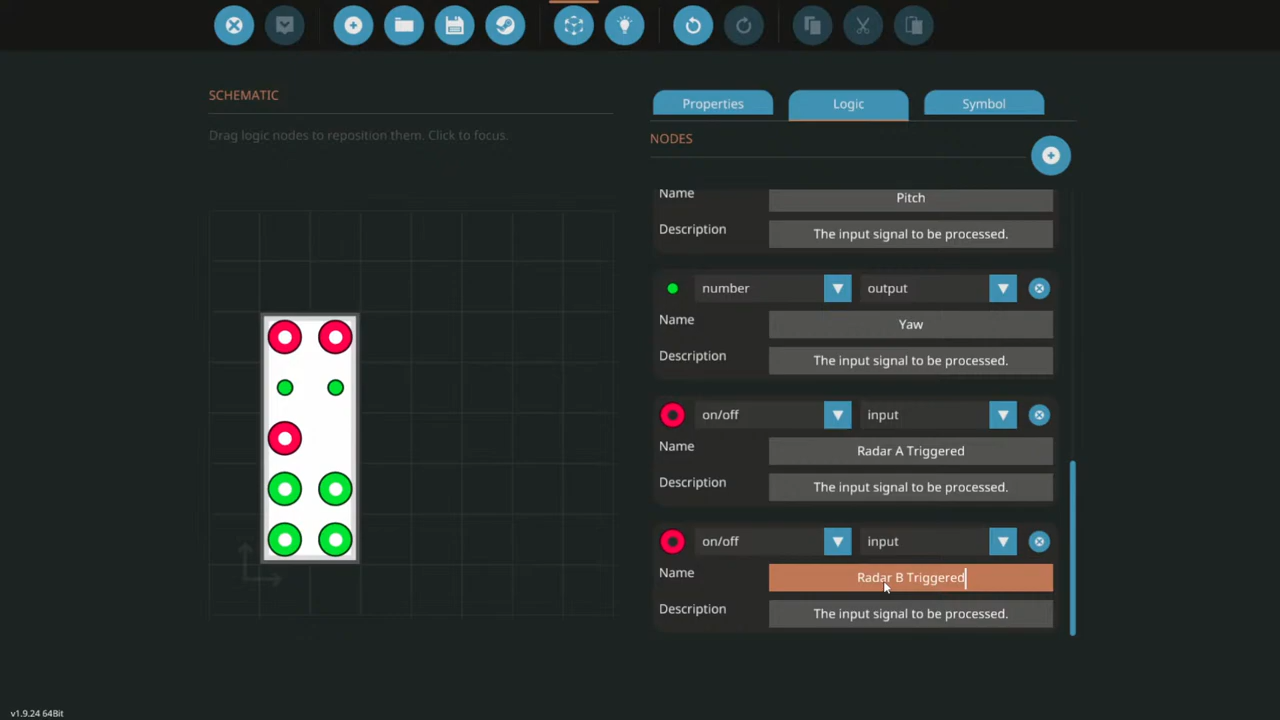 SCHEMATIC
Drag logic nodes to reposition them. Click to focus.
Properties
Logic
Symbol
NODES
Name
Pitch
Description
The input signal to be processed.
number
output
Name
Yaw
Description
The input signal to be processed.
on/off
input
Name
Radar A Triggered
Description
The input signal to be processed.
on/off
input
Name
Radar B Triggered
Description
The input signal to be processed.
v1.9.24 64Bit